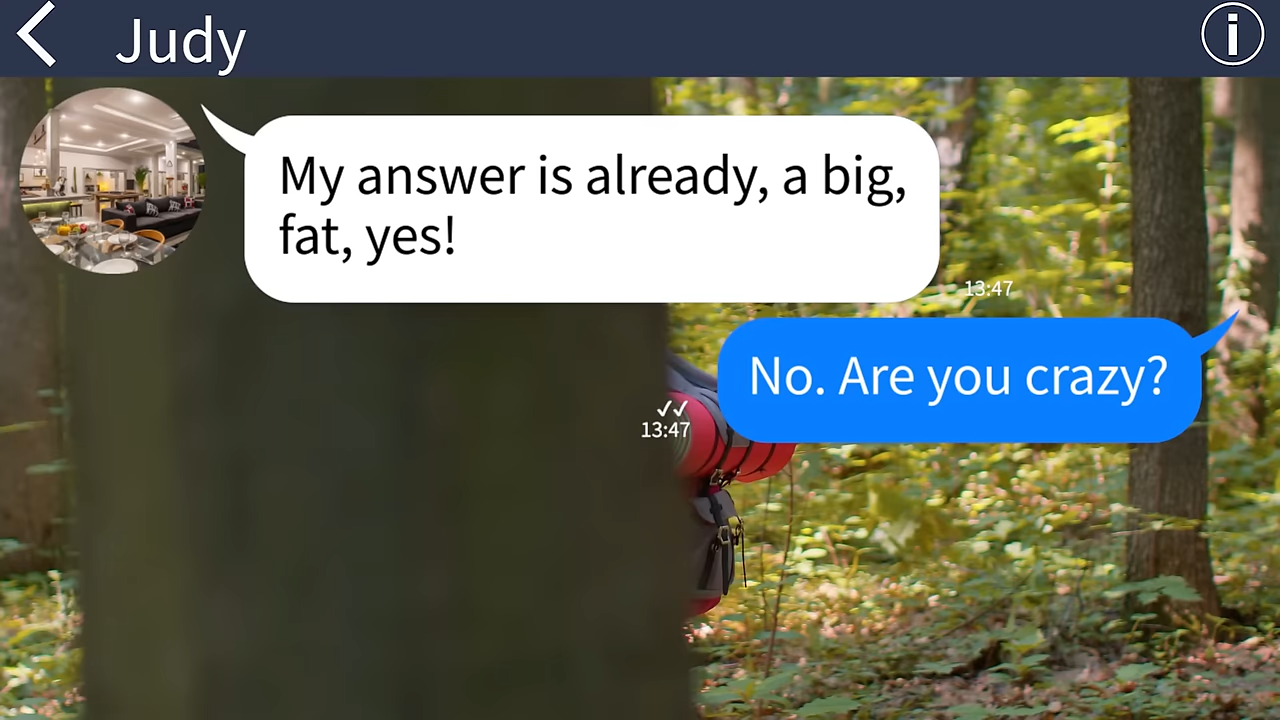 Judy
My answer is already, a big,
fat, yes!
13:47
No. Are you crazy?
13:47